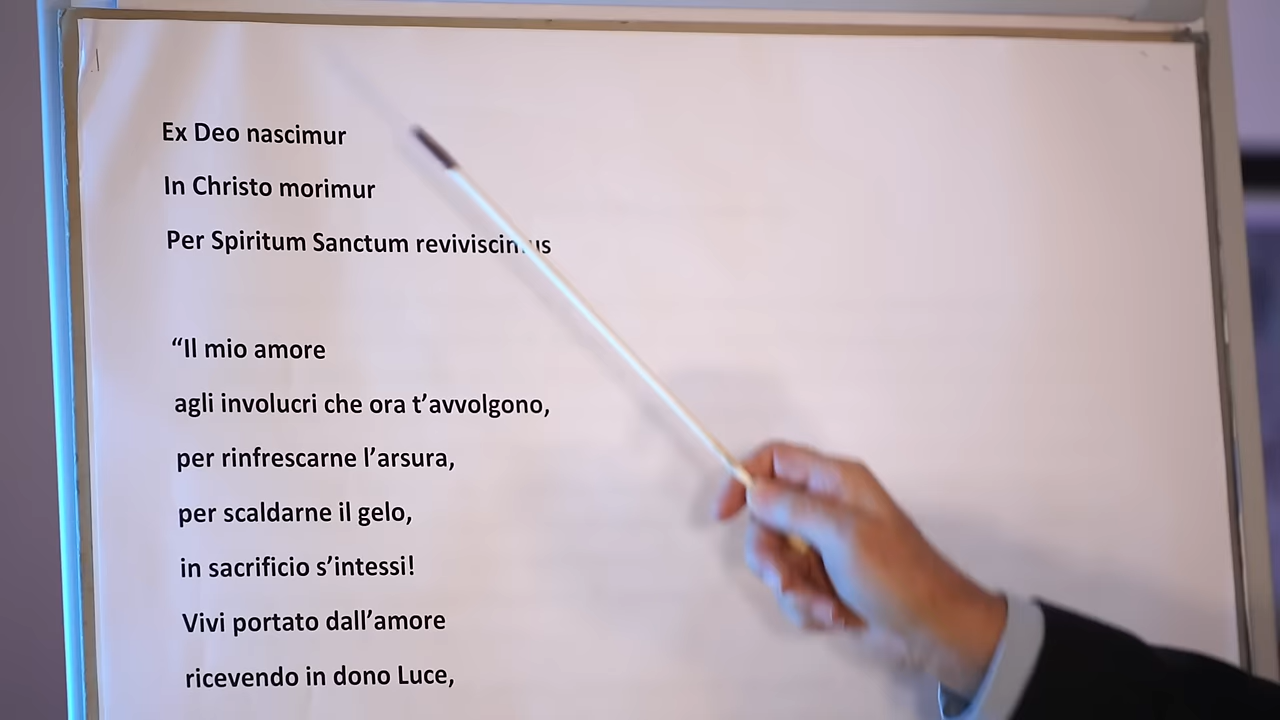 Ex Deo nascimur
In Christo morimur
Per Spiritum Sanctum reviviscimus
“Il mio amore
agli involucri che ora t’avvolgono,
per rinfrescarne l’arsura,
per scaldarne il gelo,
in sacrificio s’intessi!
Vivi portato dall’amore
ricevendo in dono Luce,